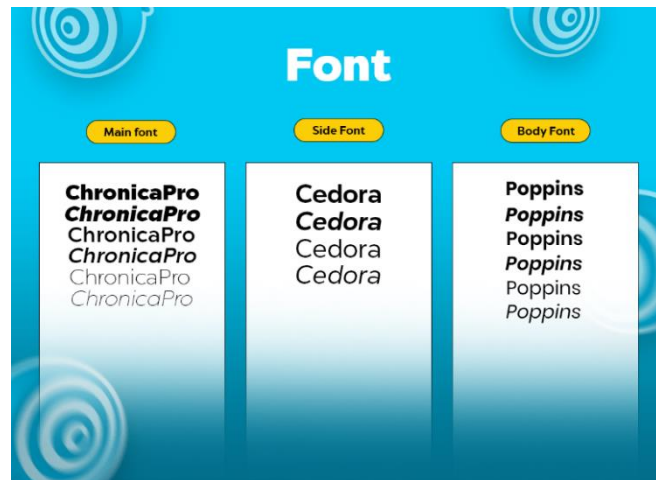 Font
Main font
ChronicaPro
ChronicaPro
ChronicaPro
ChronicaPro
ChronicaPro
ChronicaPro
Side Font
Cedora
Cedora
Cedora
Cedora
Body Font
Poppins
Poppins
Poppins
Poppins
Poppins
Poppins